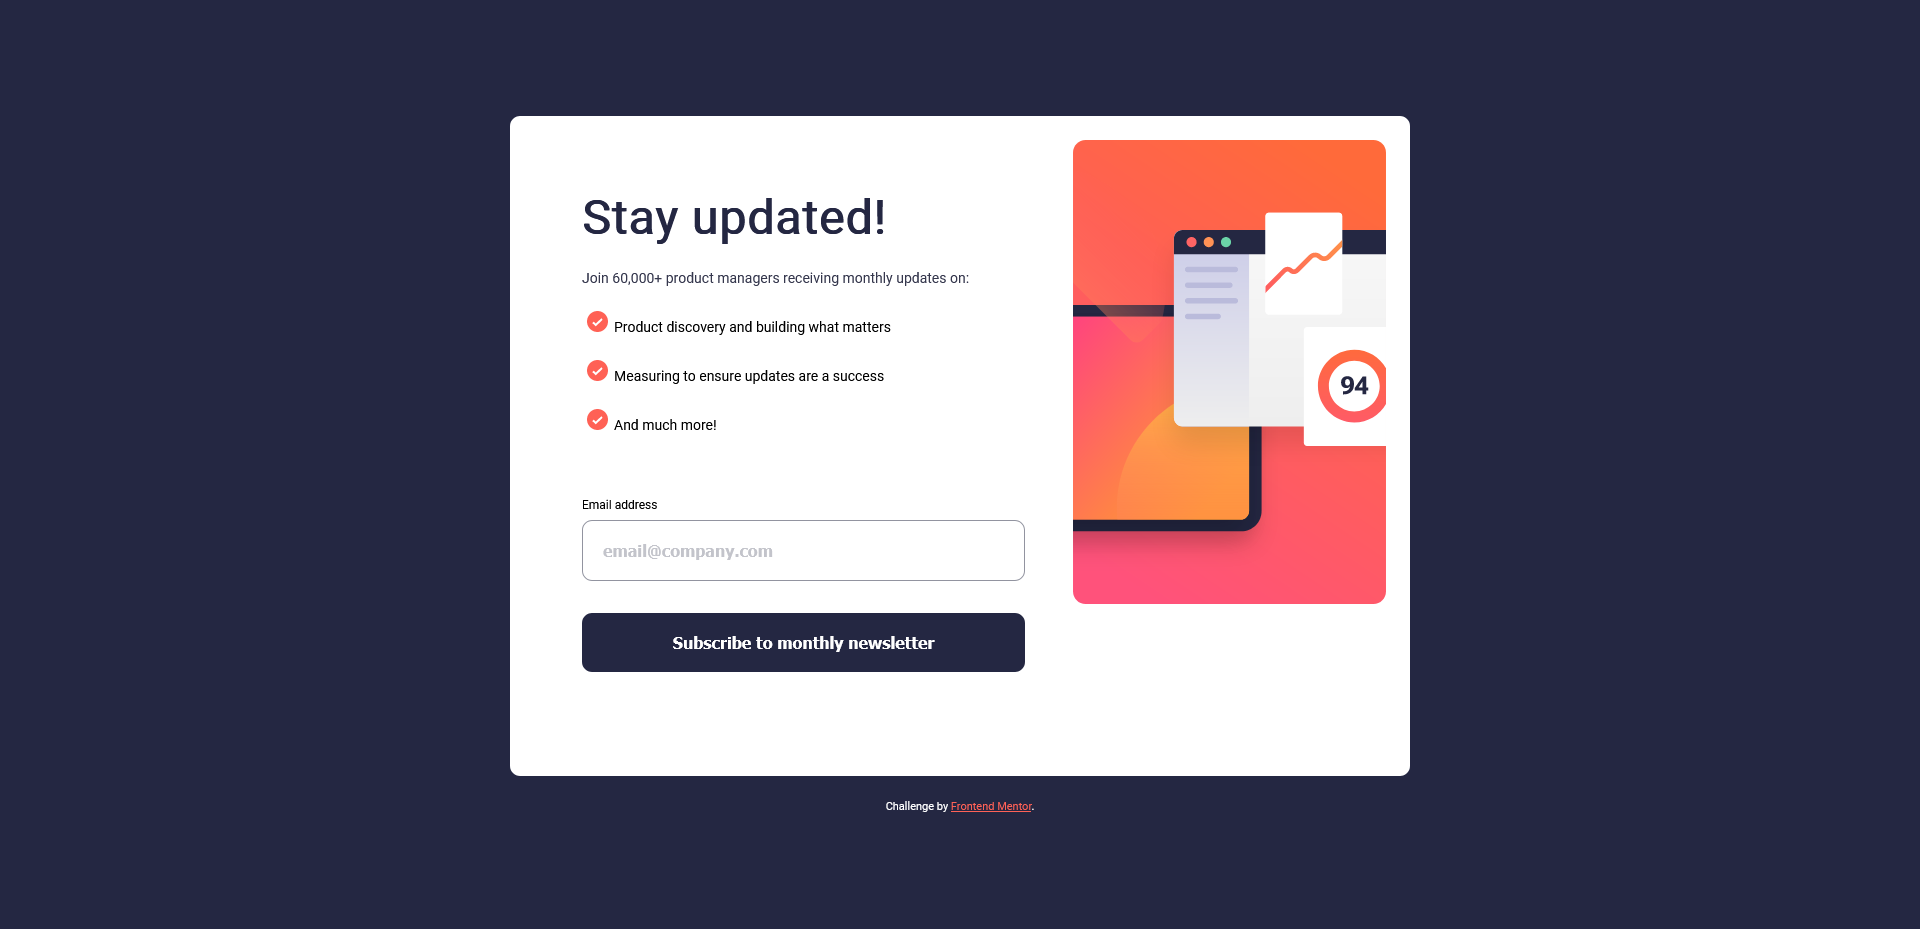 Stay updated!
Join 60,000+ product managers receiving monthly updates on:
Product discovery and building what matters
Measuring to ensure updates are a success
And much more!
Email address
email@company.com
Subscribe to monthly newsletter
94
Challenge by Frontend Mentor.